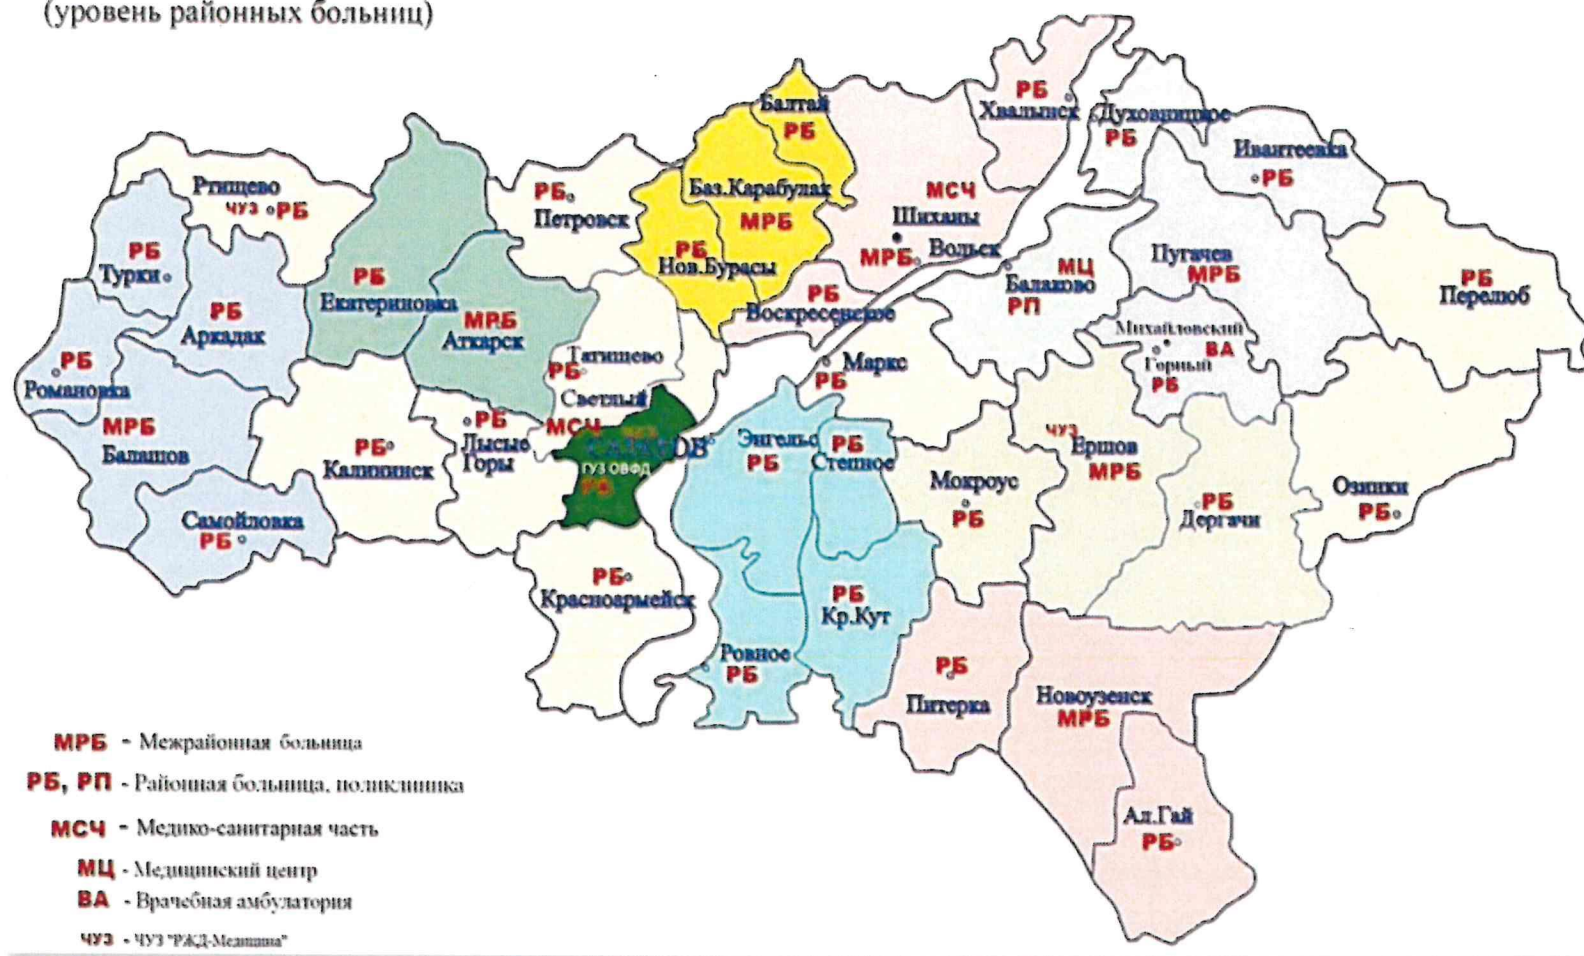 (уровень районных больниц)
Балтай
РБ
РБ
Хвалынск
Духовницкое
РБ
Ивантеевка
РБ
Ртищево
ЧУЗ РБ
РБ
Петровск
Баз.Карабулак
МРБ
МСЧ
Шиханы
МРБ Вольск
РБ
Турки
РБ
Екатериновка
РБ
Нов.Бурасы
МЦ
Балаково
РП
Пугачев
МРБ
РБ
Перелюб
РБ
Аркадак
МРБ
Аткарск
РБ
Воскресенское
Михайловский
ВА
Горный
РБ
РБ
Романовка
Татищево
РБ
Светлый
МСЧ
Маркс
РБ
МРБ
Балашов
РБ
Калининск
РБ
Лысые
Горы
ГУЗ ОВФД
Энгельс
РБ
РБ
Степное
Мокроус
РБ
ЧУЗ
Ершов
МРБ
РБ
Дергачи
Озинки
РБ
Самойловка
РБ
РБ
Красноармейск
РБ
Кр.Кут
Ровное
РБ
РБ
Питерка
Новоузенск
МРБ
Ал.Гай
РБ
МРБ - Межрайонная больница
РБ, РП - Районная больница, поликлиника
МСЧ - Медико-санитарная часть
МЦ - Медицинский центр
ВА - Врачебная амбулатория
ЧУЗ - ЧУЗ "РЖД-Медицина"